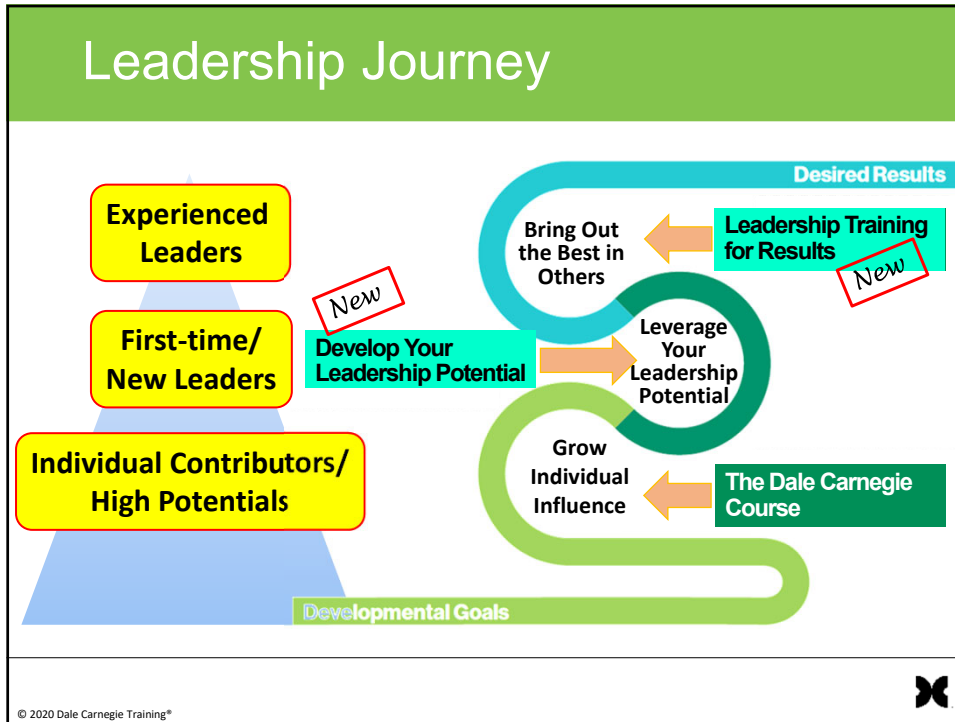 Leadership Journey
Desired Results
Experienced
Leaders
Bring Out
the Best in
Others
Leadership Training
for Results
New
New
First-time/
New Leaders
Develop Your
Leadership Potential
Leverage
Your
Leadership
Potential
Individual Contributors/
High Potentials
Grow
Individual
Influence
The Dale Carnegie
Course
Developmental Goals
© 2020 Dale Carnegie Training®